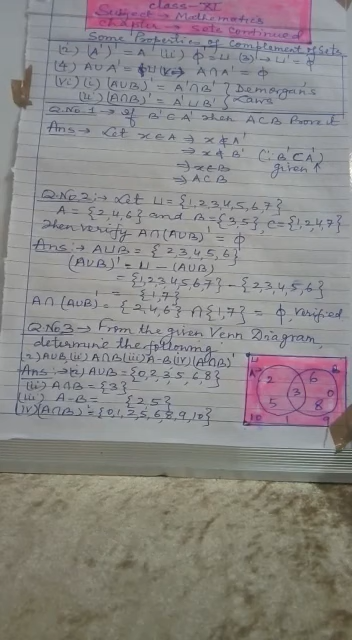 class - XI
Subject → Mathematics
chapter → sets continued
Some Properties of Complement of Sets
(i) (A')' = A (ii) φ' = U (3) → U' = φ
(4) A ∪ A' = U (v) → A ∩ A' = φ
(vi) (i) (A∪B)' = A'∩B' } Demorgan's
(ii) (A∩B)' = A'∪B' } Laws
Q.No.1 → If B'⊂A' then A⊂B Prove it
Ans → Let x∈A ⇒ x∉A'
⇒ x∉B' (∵ B'⊂A')
given
⇒ x∈B
⇒ A⊂B
Q.No.2 → Let U = {1,2,3,4,5,6,7}
A = {2,4,6} and B = {3,5}, C = {1,2,4,7}
Then verify A∩(A∪B)' = φ
Ans → A∪B = {2,3,4,5,6}
(A∪B)' = U - (A∪B)
= {1,2,3,4,5,6,7} - {2,3,4,5,6}
= {1,7}
A∩(A∪B)' = {2,4,6} ∩ {1,7} = φ, verified
Q.No.3 → From the given Venn Diagram,
determine the following
(i) A∪B, (ii) A∩B (iii) A-B (iv) (A∩B)'
Ans → (i) A∪B = {0,2,3,5,6,8}
(ii) A∩B = {3}
(iii) A-B = {2,5}
(iv) (A∩B)' = {0,1,2,5,6,8,9,10}
U
A B
2 6
3 0
5 8
10 1 9